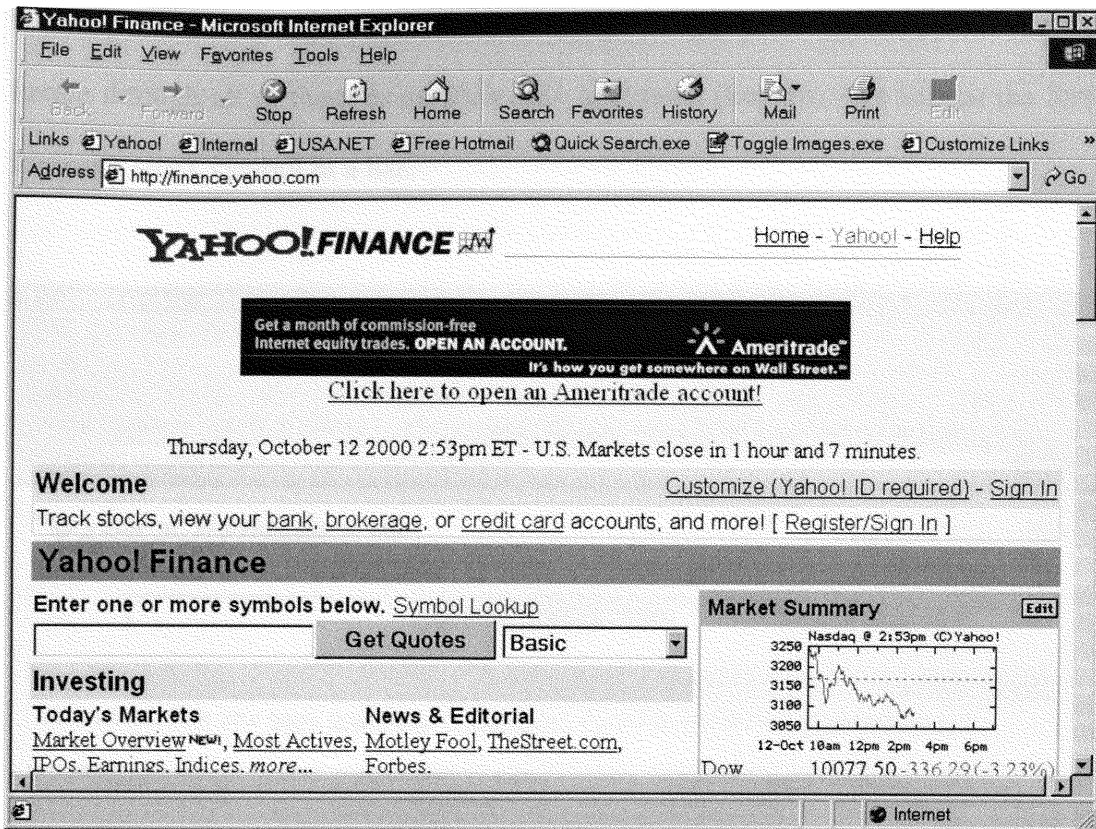 Yahoo! Finance - Microsoft Internet Explorer
File Edit View Favorites Tools Help
Back Forward Stop Refresh Home Search Favorites History Mail Print Edit
Links Yahoo! Internal USA.NET Free Hotmail Quick Search.exe Toggle Images.exe Customize Links »
Address http://finance.yahoo.com Go
YAHOO! FINANCE
Home - Yahoo! - Help
Get a month of commission-free
Internet equity trades. OPEN AN ACCOUNT.
Ameritrade™
It's how you get somewhere on Wall Street.™
Click here to open an Ameritrade account!
Thursday, October 12 2000 2:53pm ET - U.S. Markets close in 1 hour and 7 minutes.
Welcome Customize (Yahoo! ID required) - Sign In
Track stocks, view your bank, brokerage, or credit card accounts, and more! [ Register/Sign In ]
Yahoo! Finance
Enter one or more symbols below. Symbol Lookup
Get Quotes Basic
Investing
Today's Markets
Market Overview NEW!, Most Actives,
IPOs, Earnings, Indices, more...
News & Editorial
Motley Fool, TheStreet.com,
Forbes,
Market Summary Edit
Nasdaq @ 2:53pm (C)Yahoo!
3250
3200
3150
3100
3050
12-Oct 10am 12pm 2pm 4pm 6pm
Dow 10077.50 -336.29 (-3.23%)
Internet